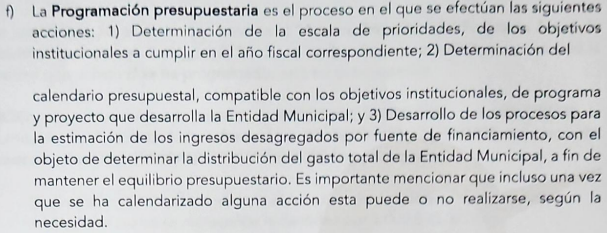 f) La Programación presupuestaria es el proceso en el que se efectúan las siguientes
acciones: 1) Determinación de la escala de prioridades, de los objetivos
institucionales a cumplir en el año fiscal correspondiente; 2) Determinación del
calendario presupuestal, compatible con los objetivos institucionales, de programa
y proyecto que desarrolla la Entidad Municipal; y 3) Desarrollo de los procesos para
la estimación de los ingresos desagregados por fuente de financiamiento, con el
objeto de determinar la distribución del gasto total de la Entidad Municipal, a fin de
mantener el equilibrio presupuestario. Es importante mencionar que incluso una vez
que se ha calendarizado alguna acción esta puede o no realizarse, según la
necesidad.